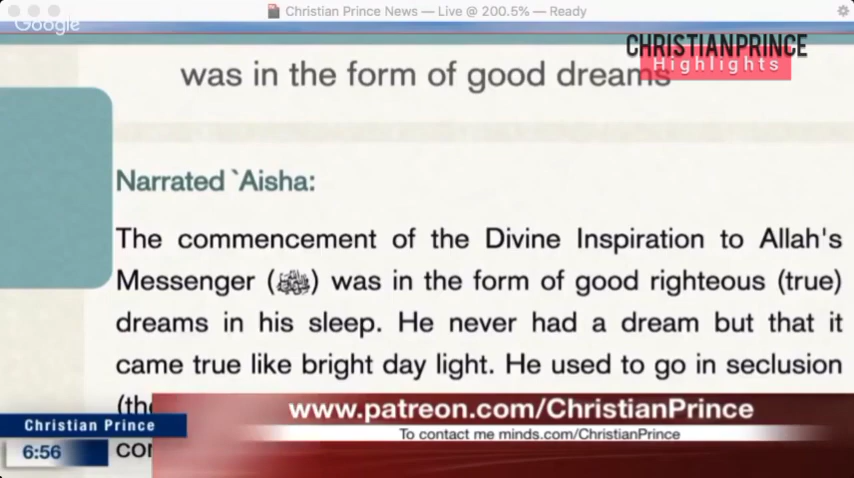 Christian Prince News — Live @ 200.5% — Ready
Google
CHRISTIANPRINCE
Highlights
was in the form of good dreams
Narrated `Aisha:
The commencement of the Divine Inspiration to Allah's
Messenger (ﷺ) was in the form of good righteous (true)
dreams in his sleep. He never had a dream but that it
came true like bright day light. He used to go in seclusion
www.patreon.com/ChristianPrince
To contact me minds.com/ChristianPrince
Christian Prince
6:56